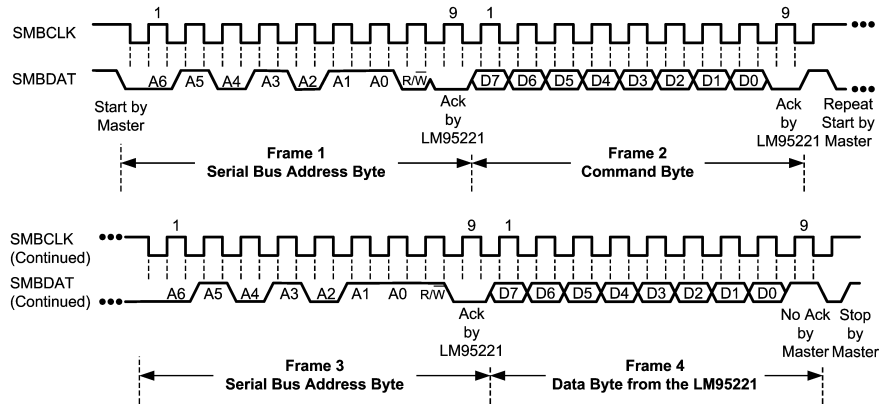 1 9 1 9
SMBCLK
SMBDAT A6 A5 A4 A3 A2 A1 A0 R/W D7 D6 D5 D4 D3 D2 D1 D0
Start by Master
Ack by LM95221
Ack by LM95221
Repeat Start by Master
Frame 1
Serial Bus Address Byte
Frame 2
Command Byte
1 9 1 9
SMBCLK
(Continued)
SMBDAT A6 A5 A4 A3 A2 A1 A0 R/W D7 D6 D5 D4 D3 D2 D1 D0
(Continued)
Ack by LM95221
No Ack by Master
Stop by Master
Frame 3
Serial Bus Address Byte
Frame 4
Data Byte from the LM95221